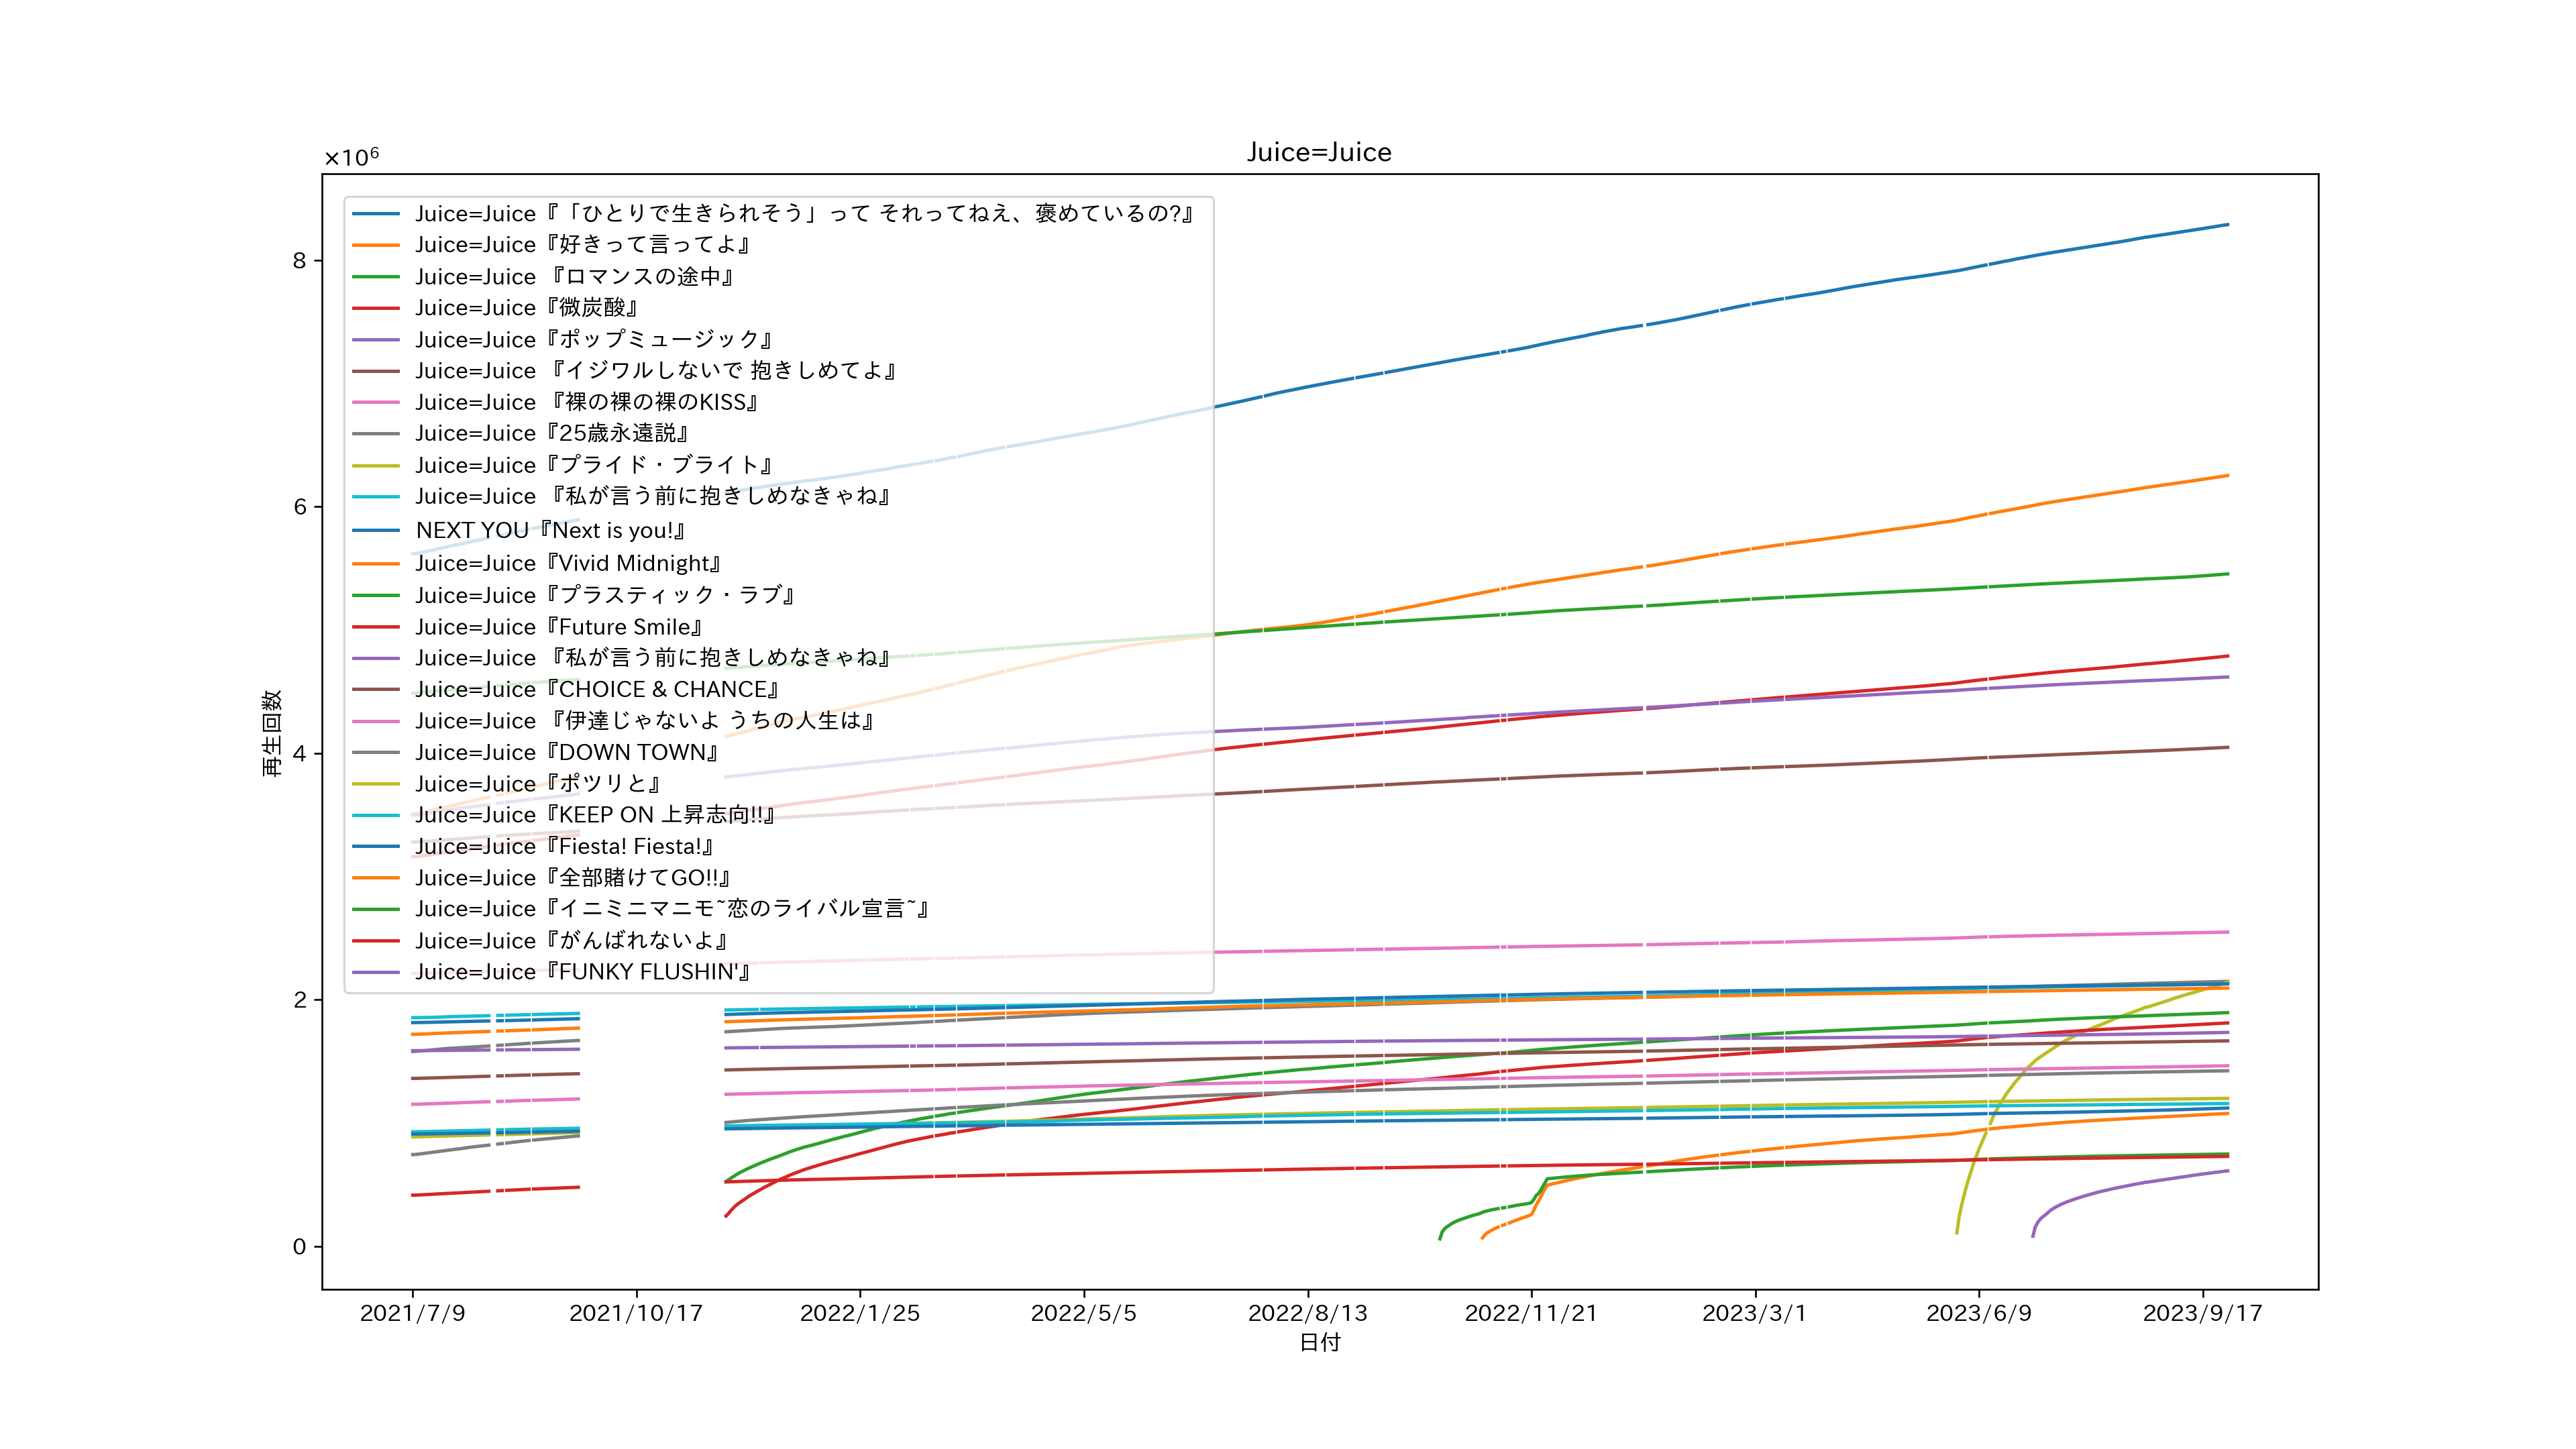 Juice=Juice
×10⁶
Juice=Juice『「ひとりで生きられそう」って それってねえ、褒めているの?』
Juice=Juice『好きって言ってよ』
Juice=Juice 『ロマンスの途中』
Juice=Juice『微炭酸』
Juice=Juice『ポップミュージック』
Juice=Juice 『イジワルしないで 抱きしめてよ』
Juice=Juice 『裸の裸の裸のKISS』
Juice=Juice『25歳永遠説』
Juice=Juice『プライド・ブライト』
Juice=Juice 『私が言う前に抱きしめなきゃね』
NEXT YOU『Next is you!』
Juice=Juice『Vivid Midnight』
Juice=Juice『プラスティック・ラブ』
Juice=Juice『Future Smile』
Juice=Juice 『私が言う前に抱きしめなきゃね』
Juice=Juice『CHOICE & CHANCE』
Juice=Juice 『伊達じゃないよ うちの人生は』
Juice=Juice『DOWN TOWN』
Juice=Juice『ポツリと』
Juice=Juice『KEEP ON 上昇志向!!』
Juice=Juice『Fiesta! Fiesta!』
Juice=Juice『全部賭けてGO!!』
Juice=Juice『イニミニマニモ~恋のライバル宣言~』
Juice=Juice『がんばれないよ』
Juice=Juice『FUNKY FLUSHIN'』
8
6
4
2
0
再生回数
2021/7/9
2021/10/17
2022/1/25
2022/5/5
2022/8/13
2022/11/21
2023/3/1
2023/6/9
2023/9/17
日付